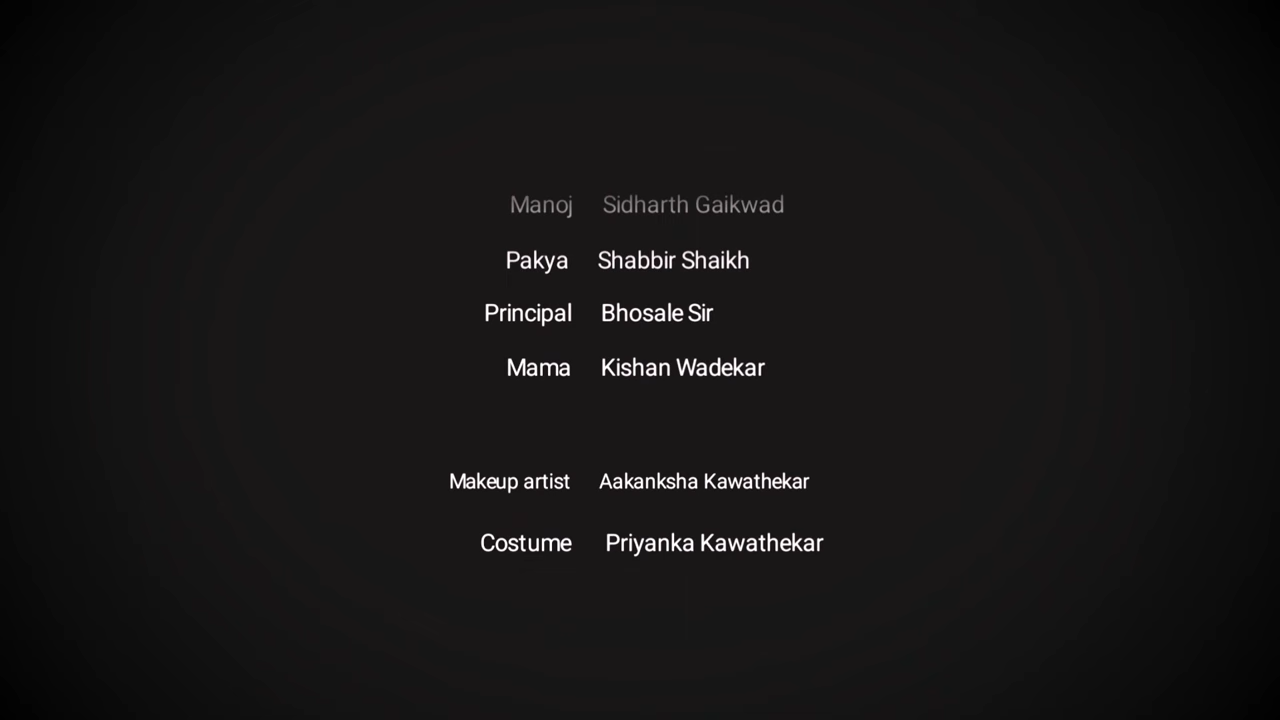 Manoj Sidharth Gaikwad
Pakya Shabbir Shaikh
Principal Bhosale Sir
Mama Kishan Wadekar
Makeup artist Aakanksha Kawathekar
Costume Priyanka Kawathekar